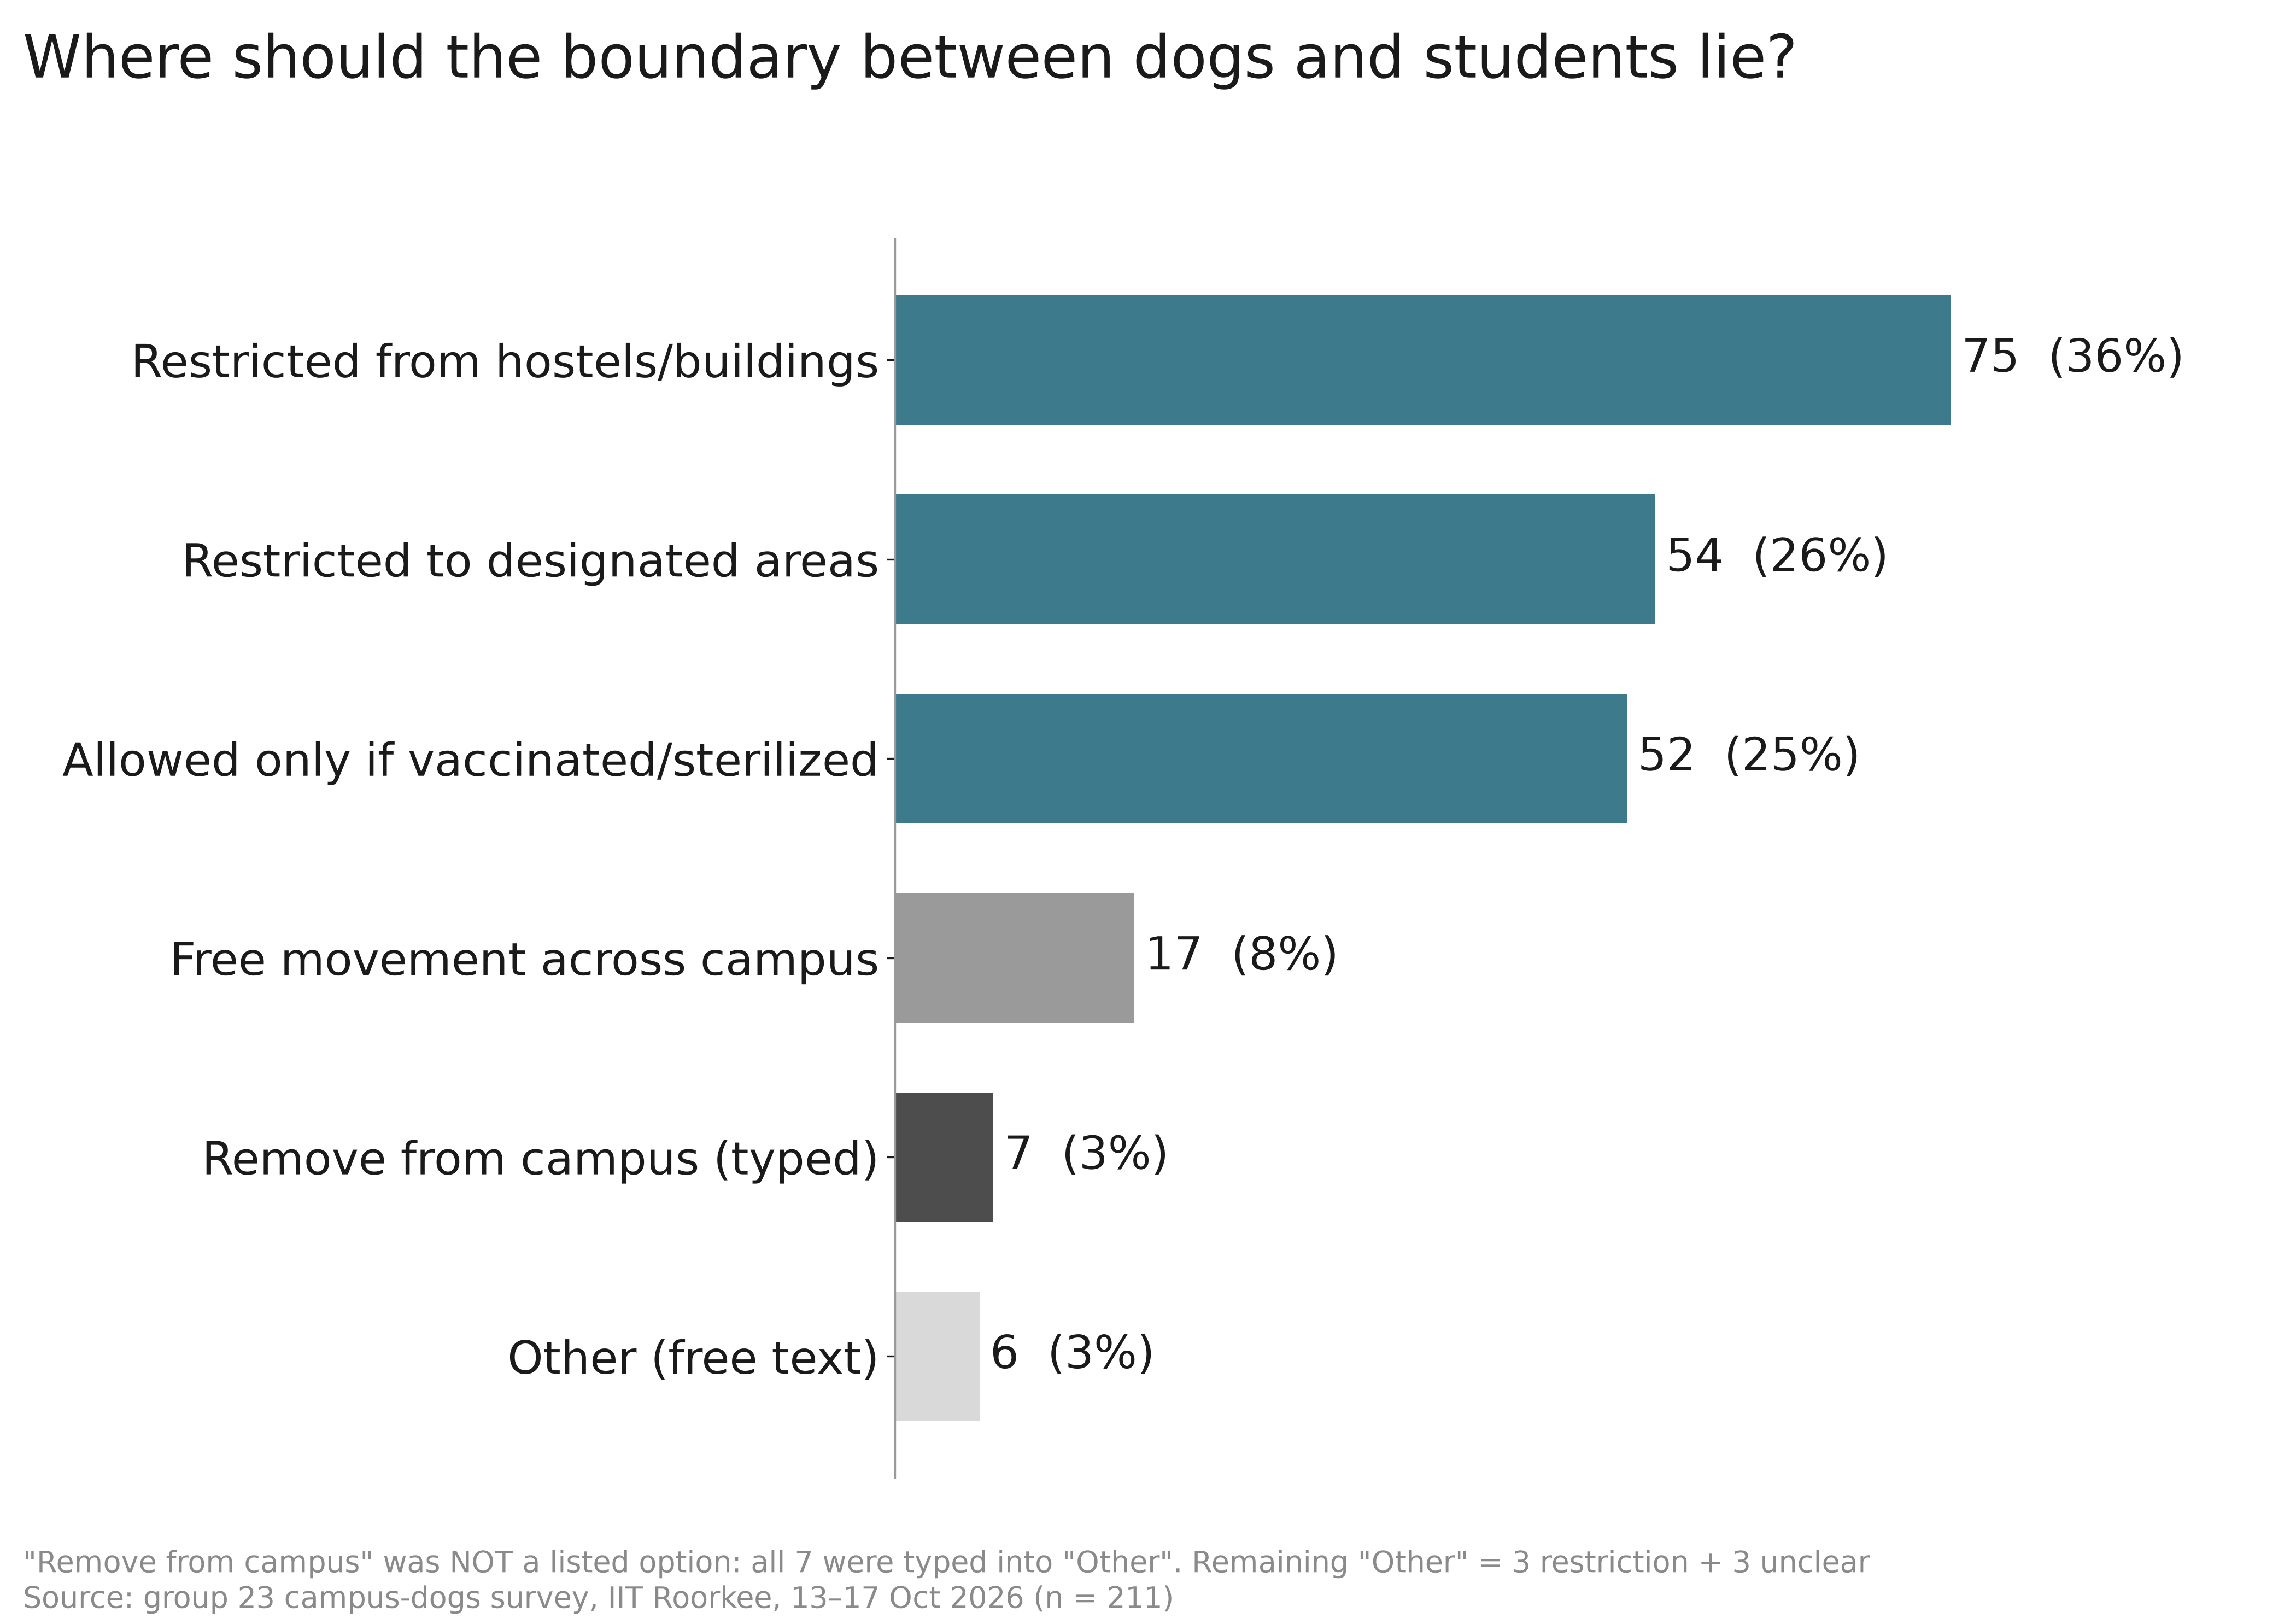 Where should the boundary between dogs and students lie?
Restricted from hostels/buildings 75 (36%)
Restricted to designated areas 54 (26%)
Allowed only if vaccinated/sterilized 52 (25%)
Free movement across campus 17 (8%)
Remove from campus (typed) 7 (3%)
Other (free text) 6 (3%)
"Remove from campus" was NOT a listed option: all 7 were typed into "Other". Remaining "Other" = 3 restriction + 3 unclear
Source: group 23 campus-dogs survey, IIT Roorkee, 13–17 Oct 2026 (n = 211)